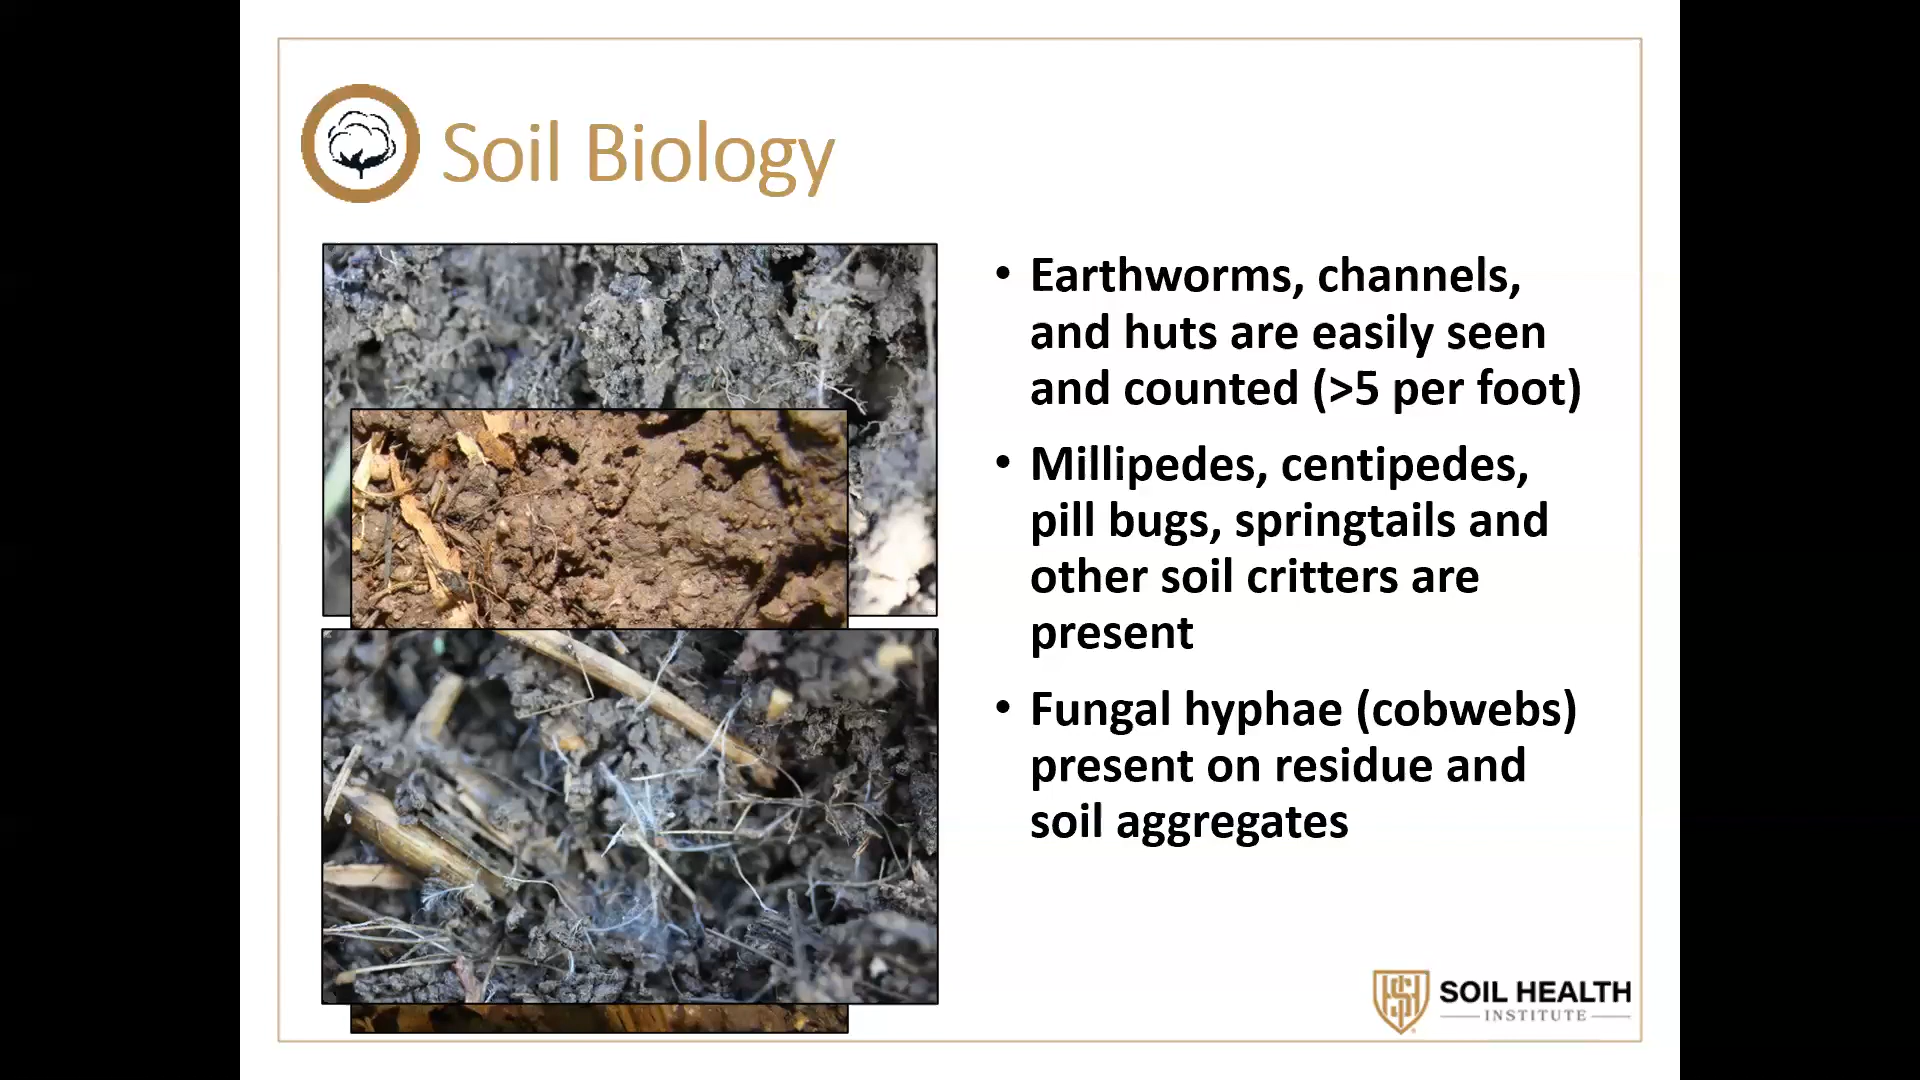 Soil Biology
• Earthworms, channels,
and huts are easily seen
and counted (>5 per foot)
• Millipedes, centipedes,
pill bugs, springtails and
other soil critters are
present
• Fungal hyphae (cobwebs)
present on residue and
soil aggregates
SOIL HEALTH
INSTITUTE